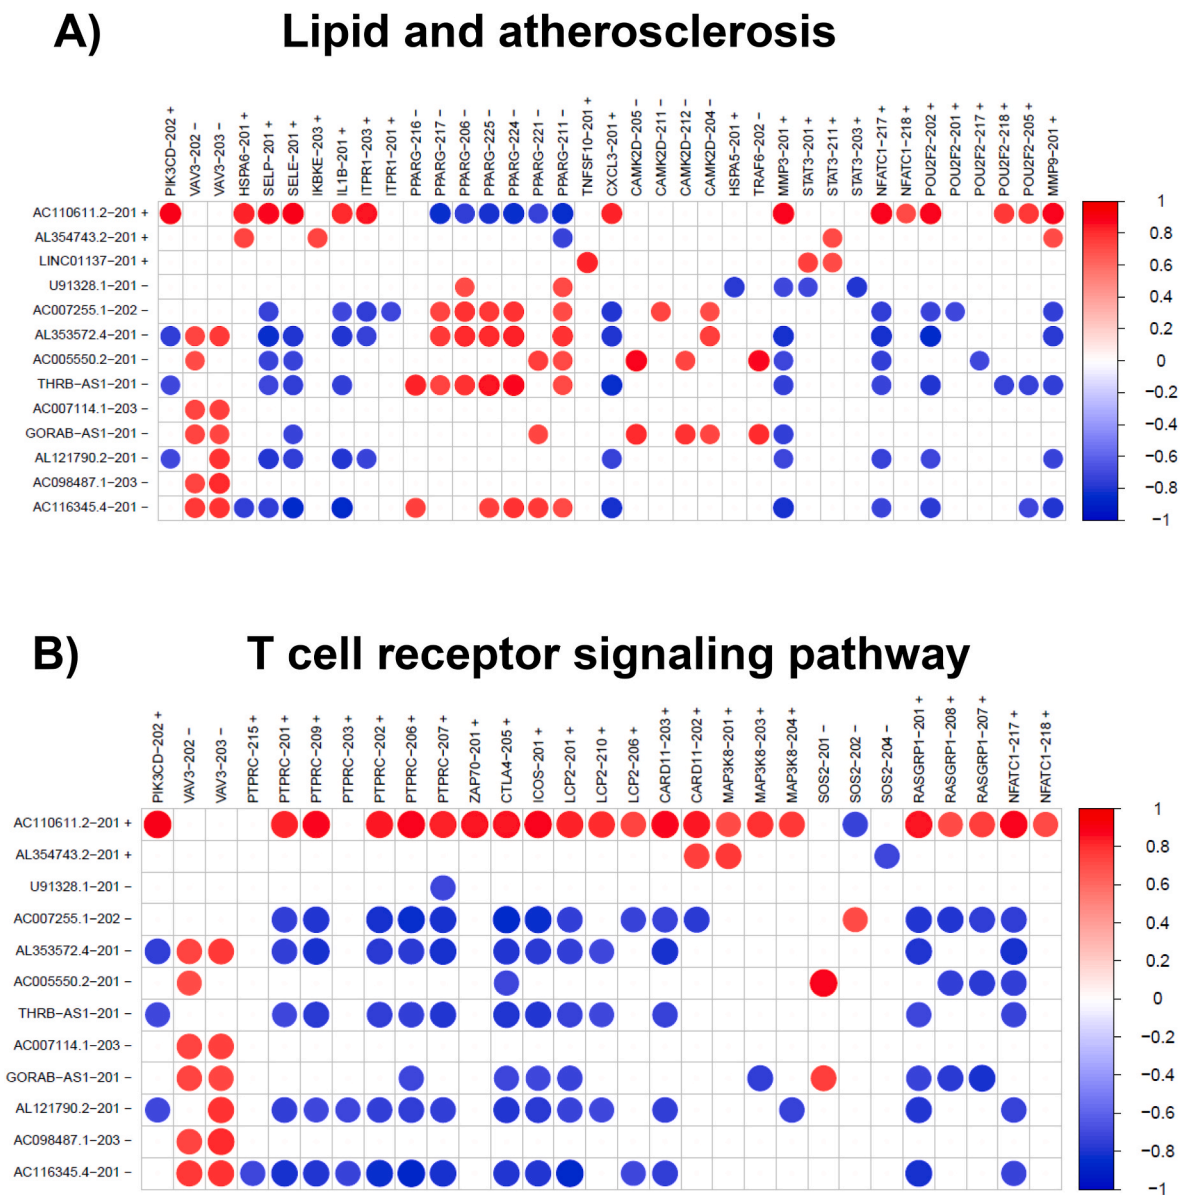 A) Lipid and atherosclerosis
PIK3CD−202 +
VAV3−202 −
VAV3−203 −
HSPA6−201 +
SELP−201 +
SELE−201 +
IKBKE−203 +
IL1B−201 +
ITPR1−203 +
ITPR1−201 +
PPARG−216 −
PPARG−217 −
PPARG−206 −
PPARG−225 −
PPARG−224 −
PPARG−221 −
PPARG−211 −
TNFSF10−201 +
CXCL3−201 +
CAMK2D−205 −
CAMK2D−211 −
CAMK2D−212 −
CAMK2D−204 −
HSPA5−201 +
TRAF6−202 −
MMP3−201 +
STAT3−201 +
STAT3−211 +
STAT3−203 +
NFATC1−217 +
NFATC1−218 +
POU2F2−202 +
POU2F2−201 +
POU2F2−217 +
POU2F2−218 +
POU2F2−205 +
MMP9−201 +
AC110611.2−201 +
AL354743.2−201 +
LINC01137−201 +
U91328.1−201 −
AC007255.1−202 −
AL353572.4−201 −
AC005550.2−201 −
THRB−AS1−201 −
AC007114.1−203 −
GORAB−AS1−201 −
AL121790.2−201 −
AC098487.1−203 −
AC116345.4−201 −
1
0.8
0.6
0.4
0.2
0
−0.2
−0.4
−0.6
−0.8
−1
B) T cell receptor signaling pathway
PIK3CD−202 +
VAV3−202 −
VAV3−203 −
PTPRC−215 +
PTPRC−201 +
PTPRC−209 +
PTPRC−203 +
PTPRC−202 +
PTPRC−206 +
PTPRC−207 +
ZAP70−201 +
CTLA4−205 +
ICOS−201 +
LCP2−201 +
LCP2−210 +
LCP2−206 +
CARD11−203 +
CARD11−202 +
MAP3K8−201 +
MAP3K8−203 +
MAP3K8−204 +
SOS2−201 −
SOS2−202 −
SOS2−204 −
RASGRP1−201 +
RASGRP1−208 +
RASGRP1−207 +
NFATC1−217 +
NFATC1−218 +
AC110611.2−201 +
AL354743.2−201 +
U91328.1−201 −
AC007255.1−202 −
AL353572.4−201 −
AC005550.2−201 −
THRB−AS1−201 −
AC007114.1−203 −
GORAB−AS1−201 −
AL121790.2−201 −
AC098487.1−203 −
AC116345.4−201 −
1
0.8
0.6
0.4
0.2
0
−0.2
−0.4
−0.6
−0.8
−1